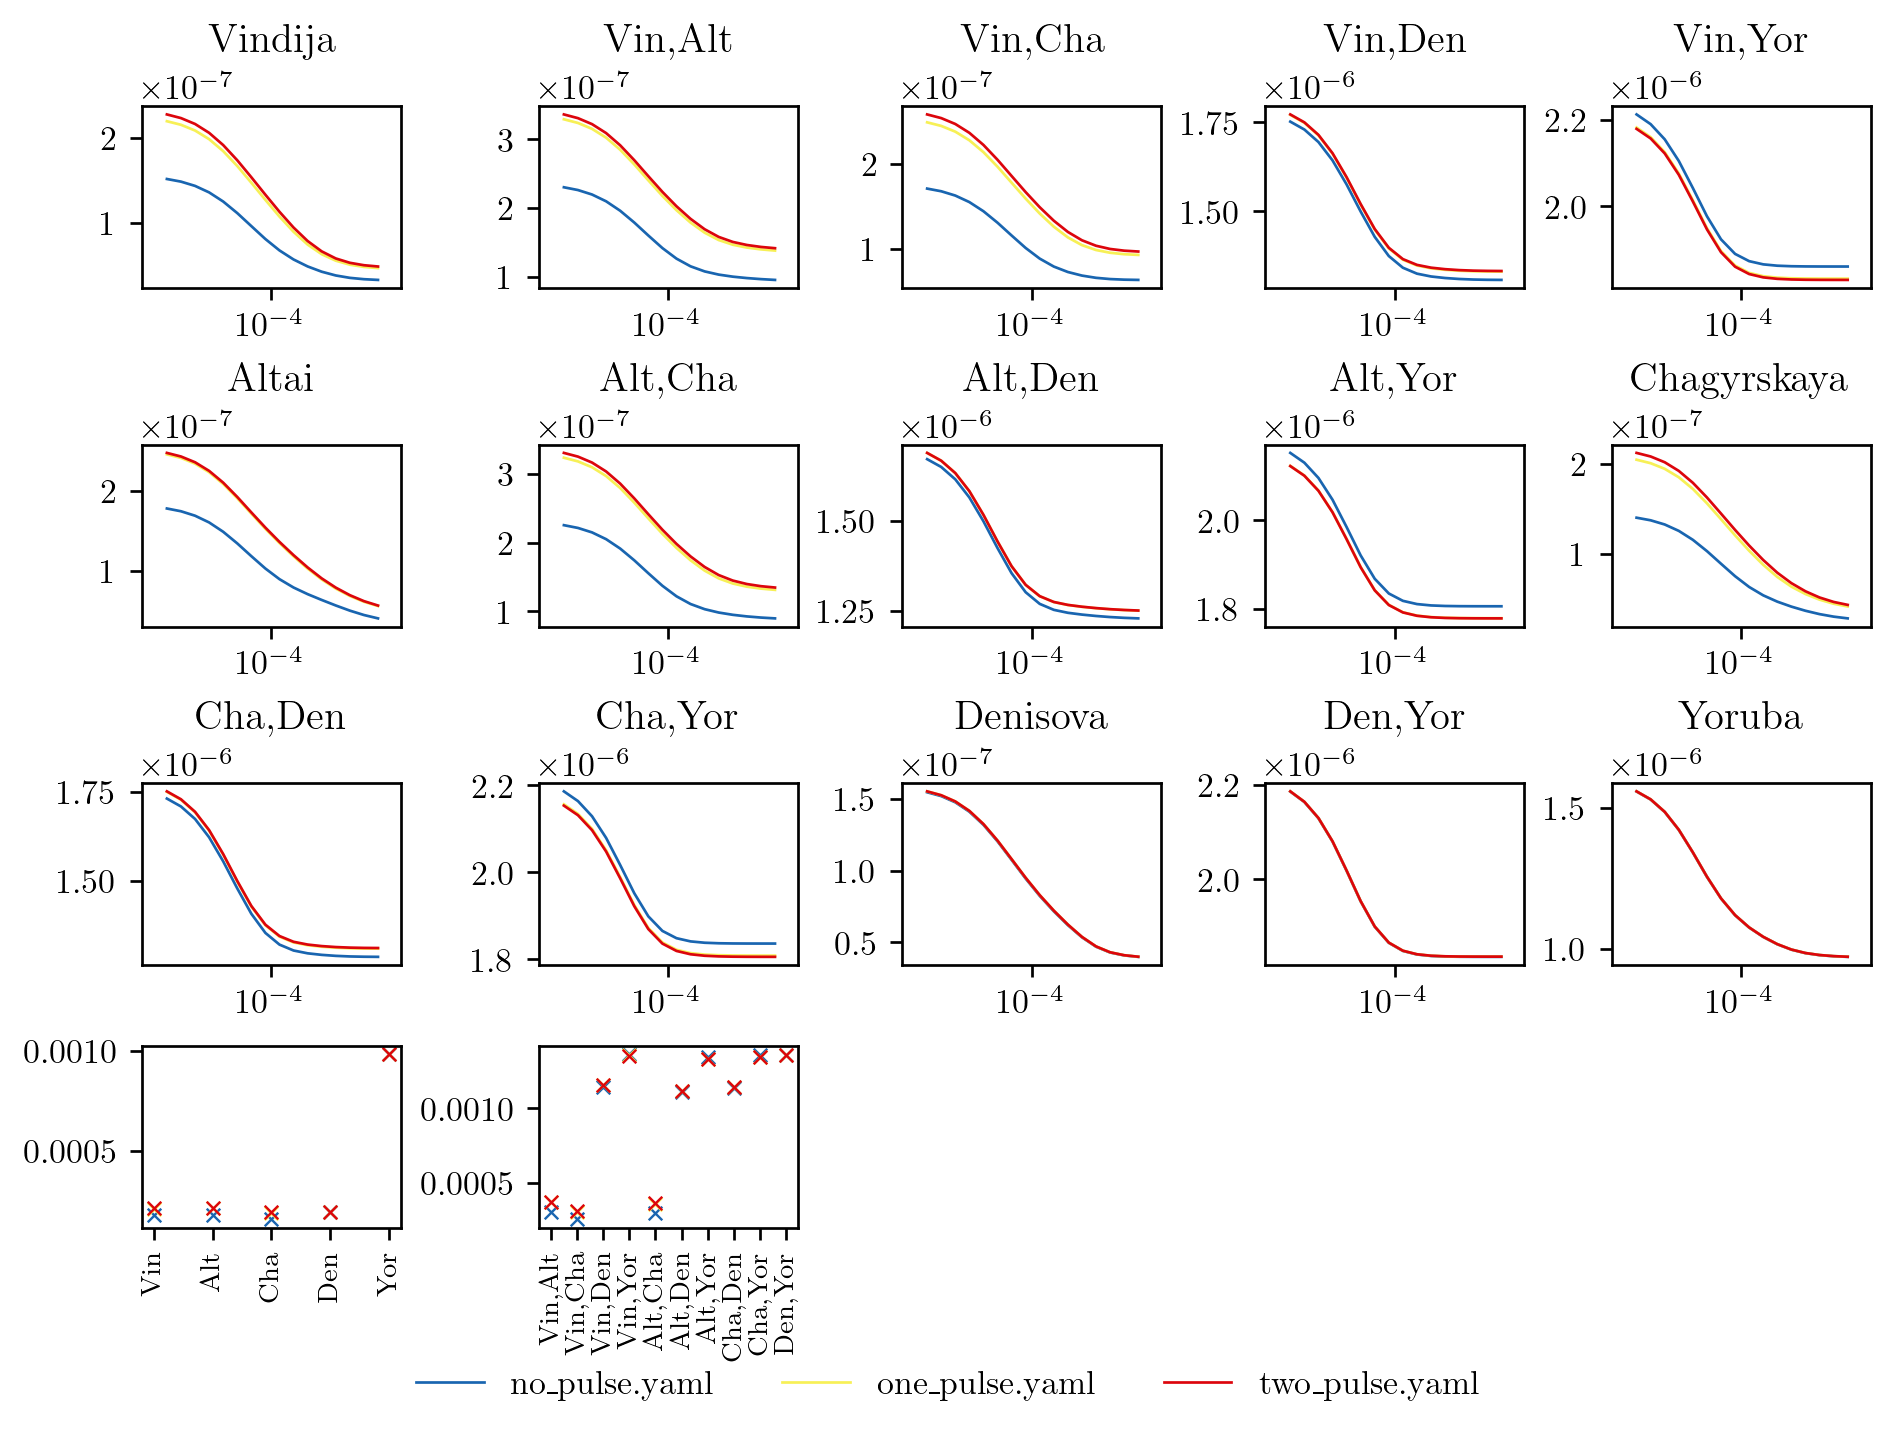 Vindija
×10⁻⁷
2
1
10⁻⁴
Vin,Alt
×10⁻⁷
3
2
1
10⁻⁴
Vin,Cha
×10⁻⁷
2
1
10⁻⁴
Vin,Den
×10⁻⁶
1.75
1.50
10⁻⁴
Vin,Yor
×10⁻⁶
2.2
2.0
10⁻⁴
Altai
×10⁻⁷
2
1
10⁻⁴
Alt,Cha
×10⁻⁷
3
2
1
10⁻⁴
Alt,Den
×10⁻⁶
1.50
1.25
10⁻⁴
Alt,Yor
×10⁻⁶
2.0
1.8
10⁻⁴
Chagyrskaya
×10⁻⁷
2
1
10⁻⁴
Cha,Den
×10⁻⁶
1.75
1.50
10⁻⁴
Cha,Yor
×10⁻⁶
2.2
2.0
1.8
10⁻⁴
Denisova
×10⁻⁷
1.5
1.0
0.5
10⁻⁴
Den,Yor
×10⁻⁶
2.2
2.0
10⁻⁴
Yoruba
×10⁻⁶
1.5
1.0
10⁻⁴
0.0010
0.0005
Vin
Alt
Cha
Den
Yor
0.0010
0.0005
Vin,Alt
Vin,Cha
Vin,Den
Vin,Yor
Alt,Cha
Alt,Den
Alt,Yor
Cha,Den
Cha,Yor
Den,Yor
no_pulse.yaml
one_pulse.yaml
two_pulse.yaml